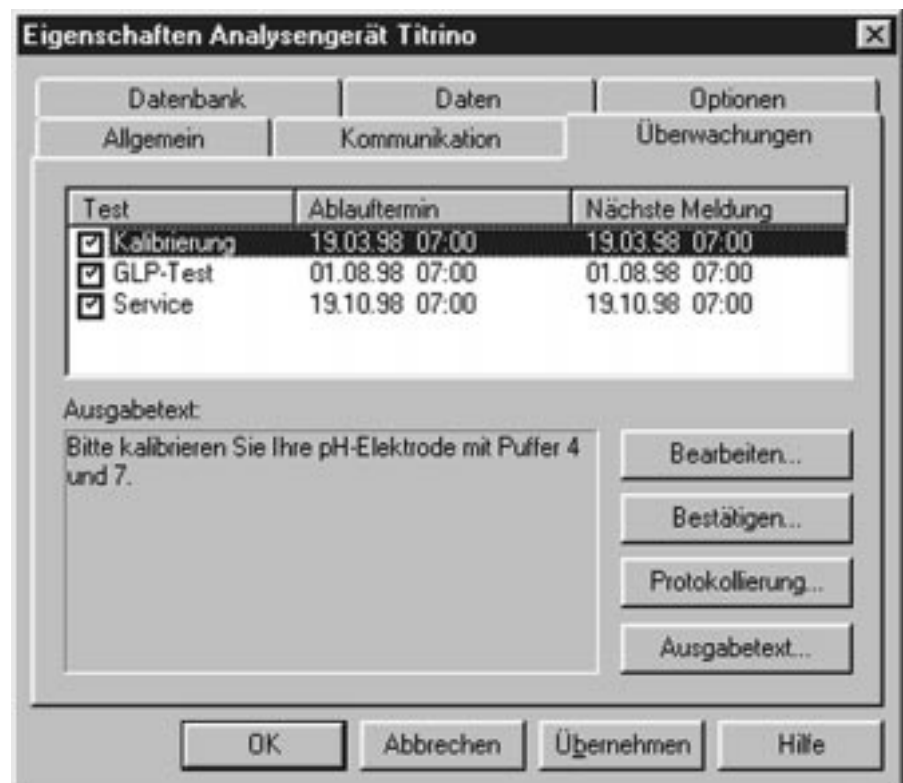 Eigenschaften Analysengerät Titrino
Datenbank Daten Optionen
Allgemein Kommunikation Überwachungen
Test Ablauftermin Nächste Meldung
Kalibrierung 19.03.98 07:00 19.03.98 07:00
GLP-Test 01.08.98 07:00 01.08.98 07:00
Service 19.10.98 07:00 19.10.98 07:00
Ausgabetext:
Bitte kalibrieren Sie Ihre pH-Elektrode mit Puffer 4
und 7.
Bearbeiten...
Bestätigen...
Protokollierung...
Ausgabetext...
OK Abbrechen Übernehmen Hilfe